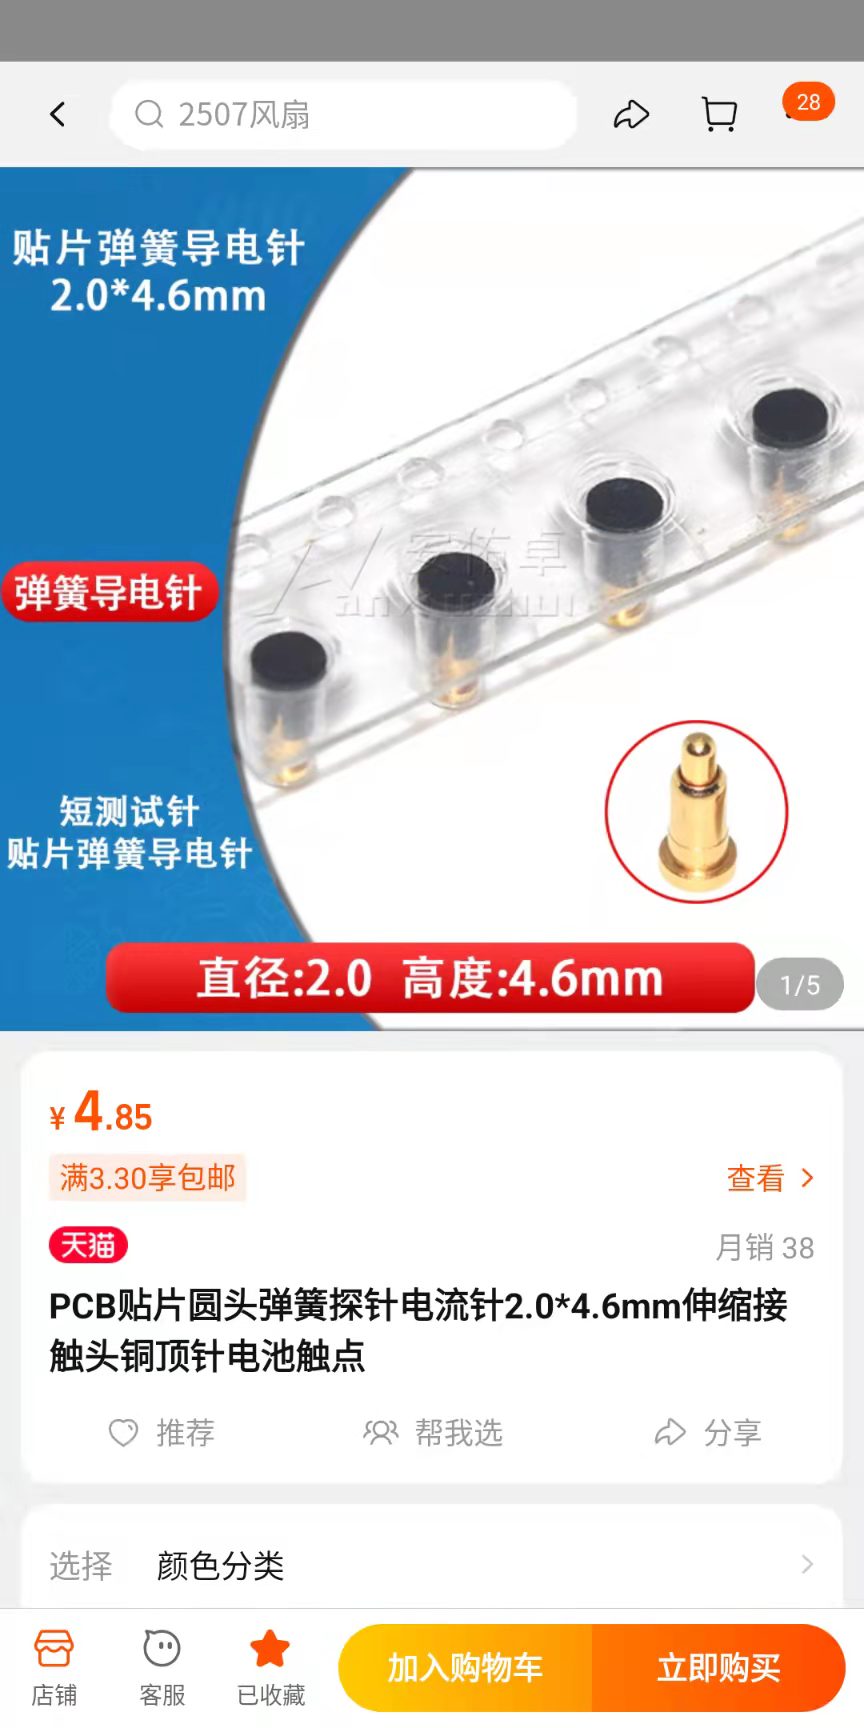 2507风扇
28
贴片弹簧导电针
2.0*4.6mm
弹簧导电针
安拓卓
短测试针
贴片弹簧导电针
直径:2.0 高度:4.6mm
1/5
¥4.85
满3.30享包邮
查看
天猫
月销 38
PCB贴片圆头弹簧探针电流针2.0*4.6mm伸缩接
触头铜顶针电池触点
推荐
帮我选
分享
选择 颜色分类
店铺
客服
已收藏
加入购物车
立即购买